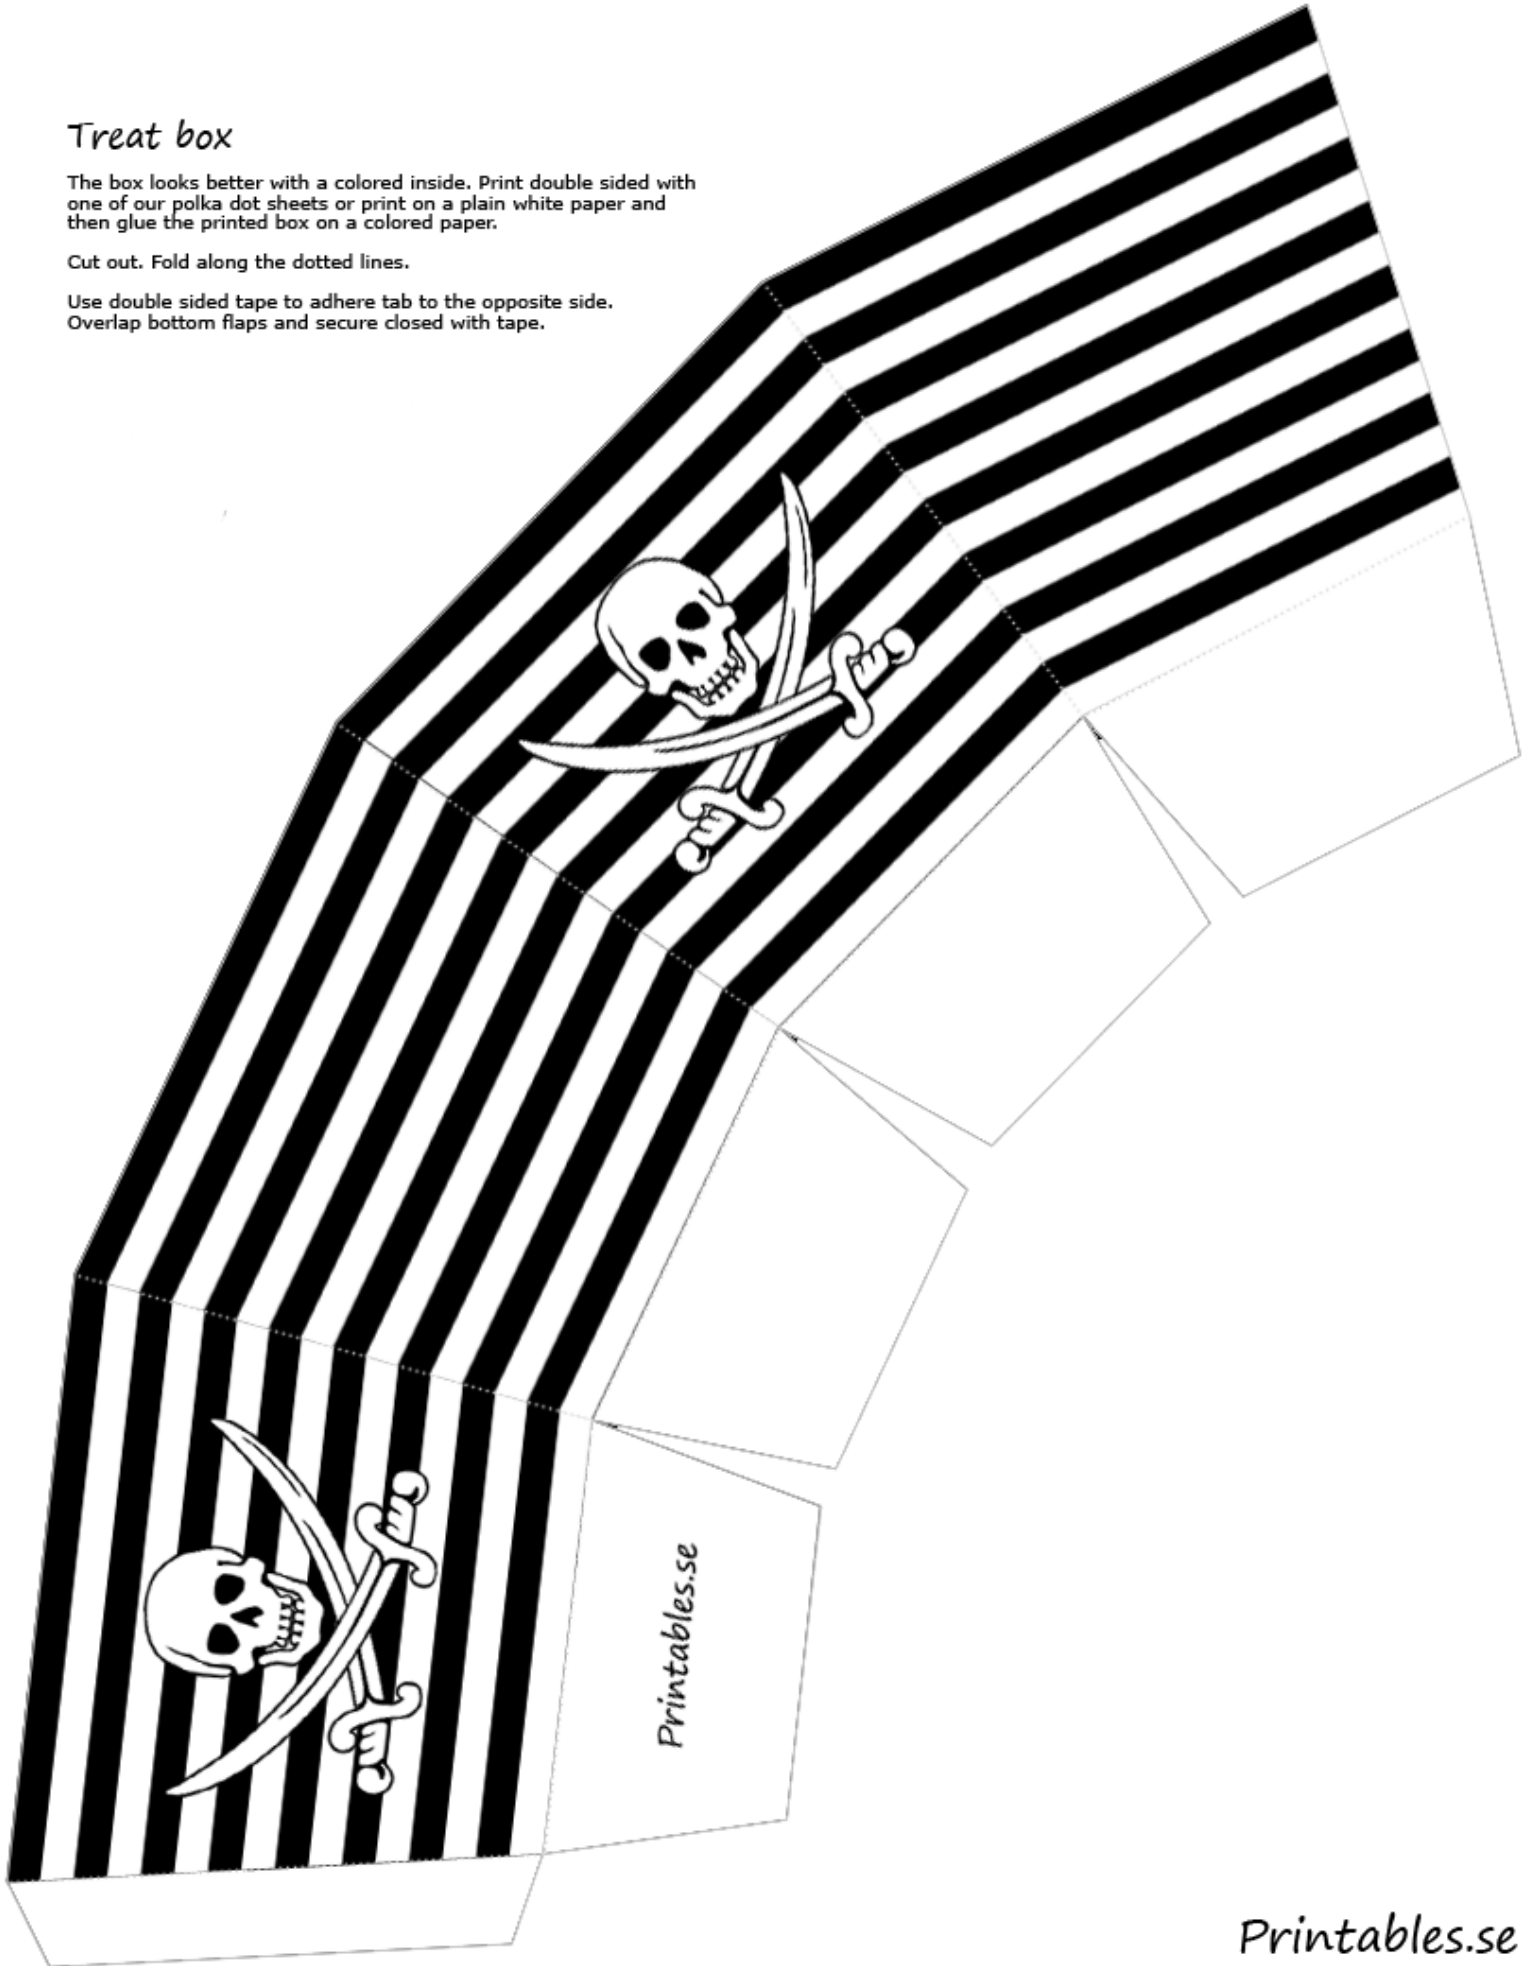 Treat box
The box looks better with a colored inside. Print double sided with
one of our polka dot sheets or print on a plain white paper and
then glue the printed box on a colored paper.
Cut out. Fold along the dotted lines.
Use double sided tape to adhere tab to the opposite side.
Overlap bottom flaps and secure closed with tape.
Printables.se
Printables.se